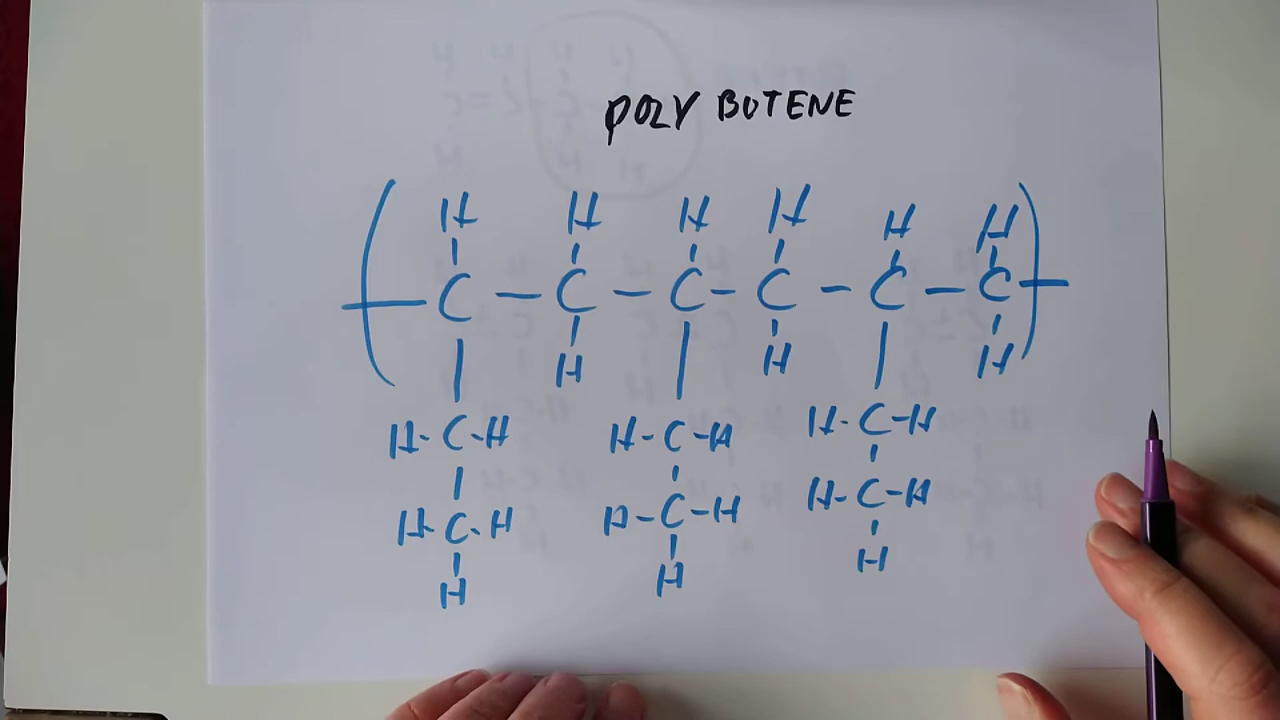 POLY BUTENE
H H H H H H
( — C — C — C — C — C — C — )
H H H
H - C - H H - C - H H - C - H
H - C - H H - C - H H - C - H
H H H